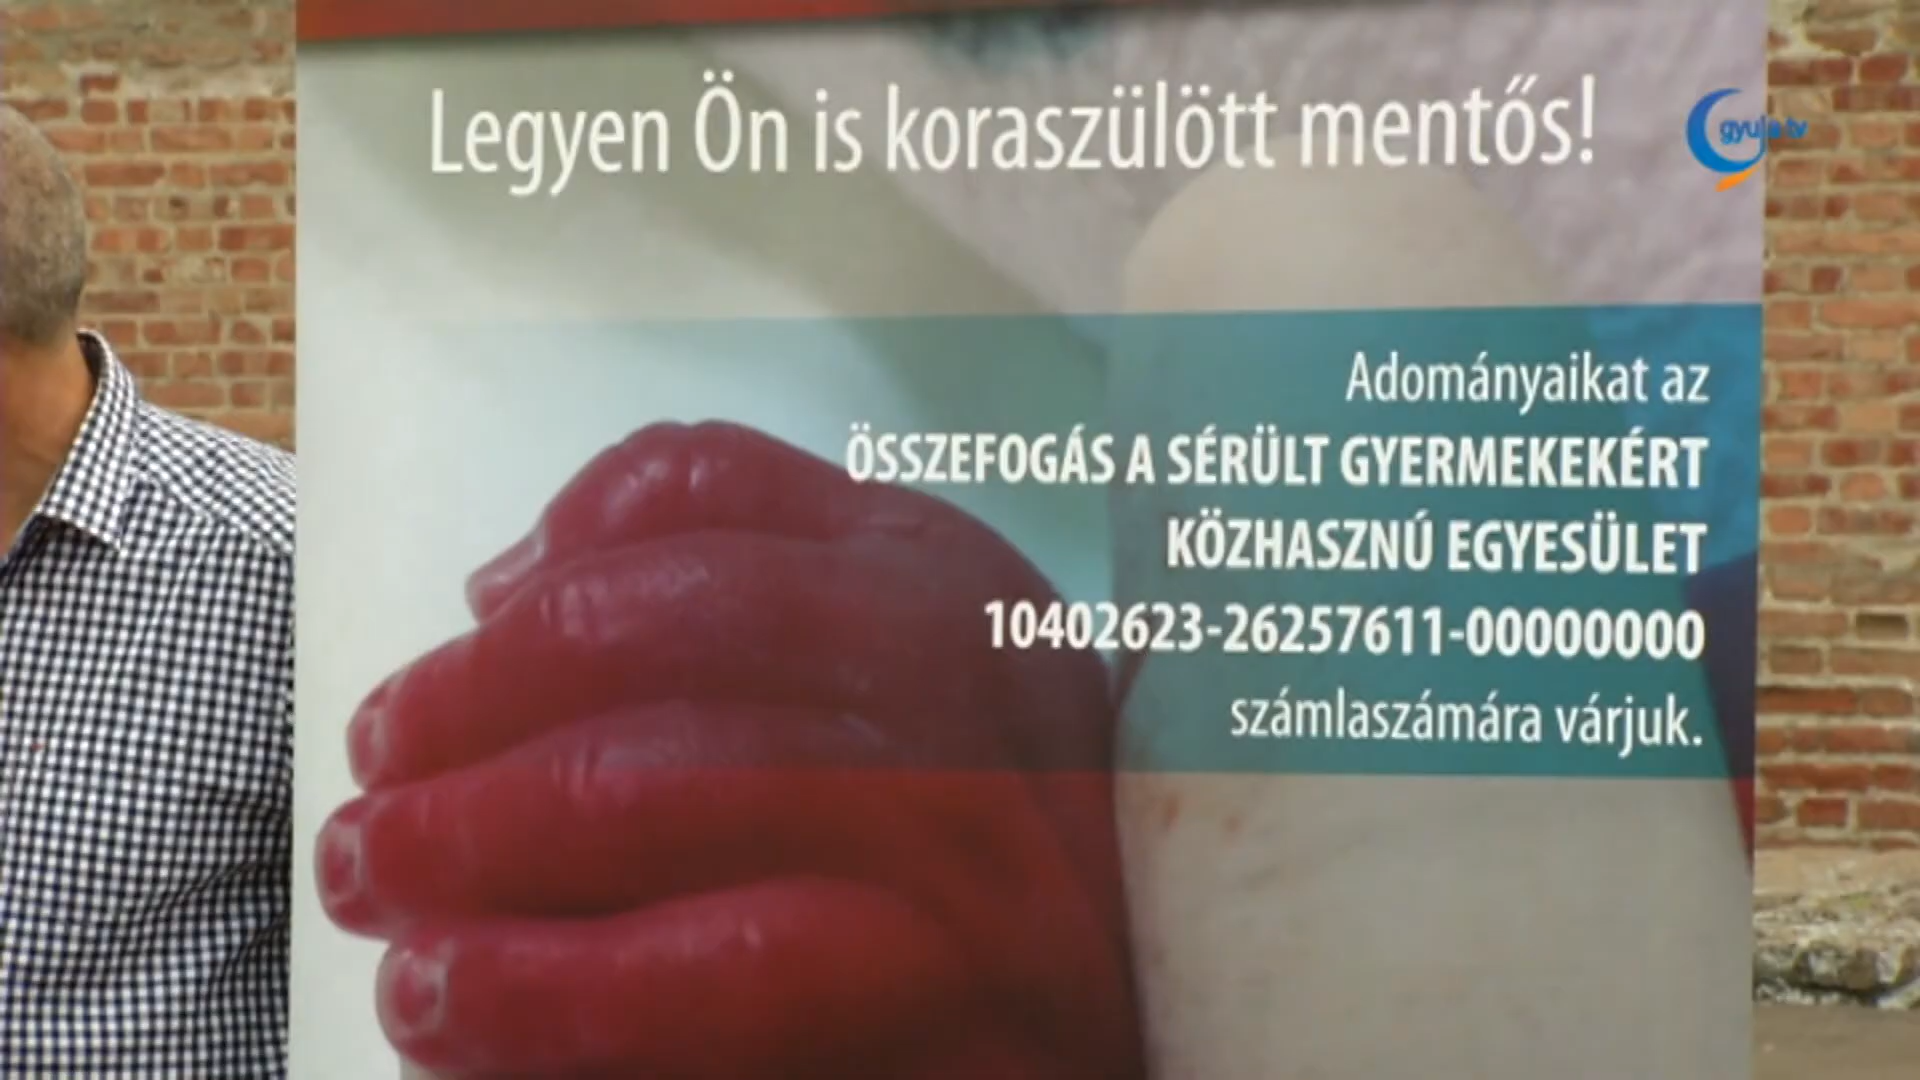 Legyen Ön is koraszülött mentős!
gyula tv
Adományaikat az
ÖSSZEFOGÁS A SÉRÜLT GYERMEKEKÉRT
KÖZHASZNÚ EGYESÜLET
10402623-26257611-00000000
számlaszámára várjuk.